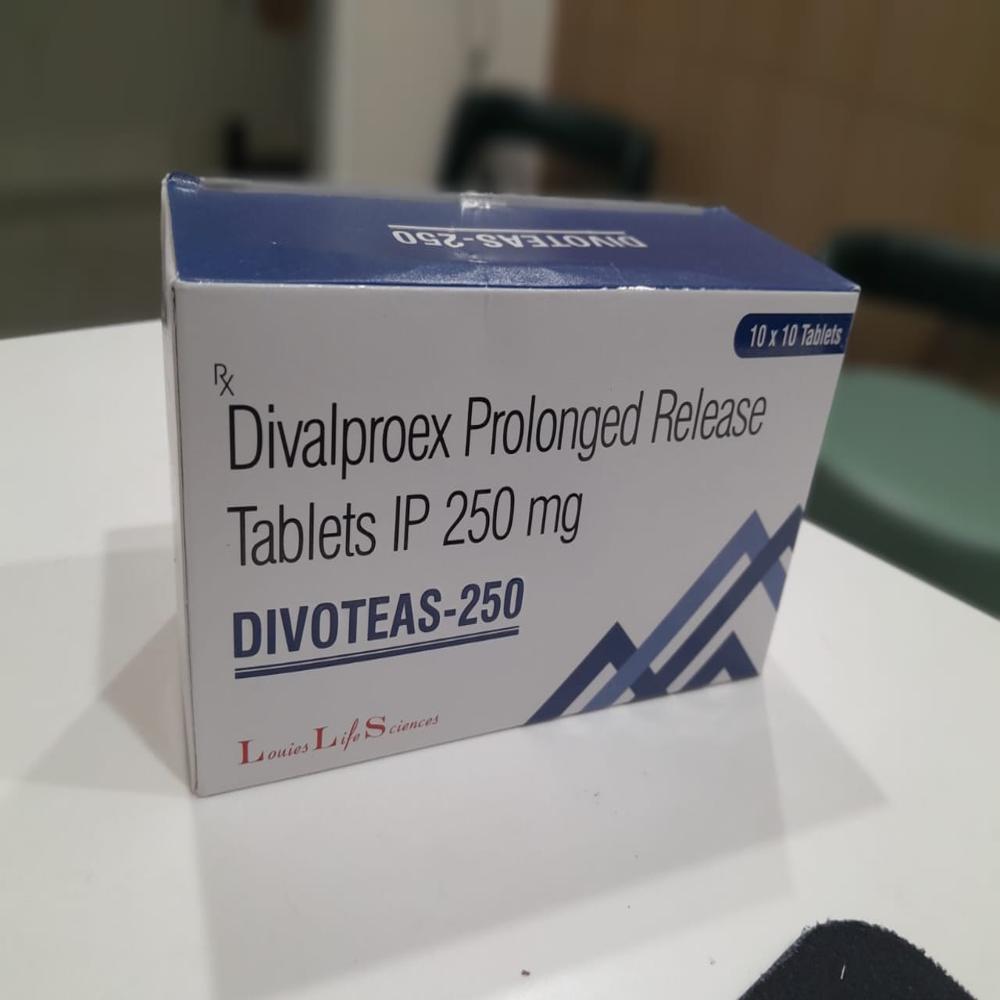 DIVOTEAS-250
10 x 10 Tablets
Rx
Divalproex Prolonged Release
Tablets IP 250 mg
DIVOTEAS-250
Louies Life Sciences